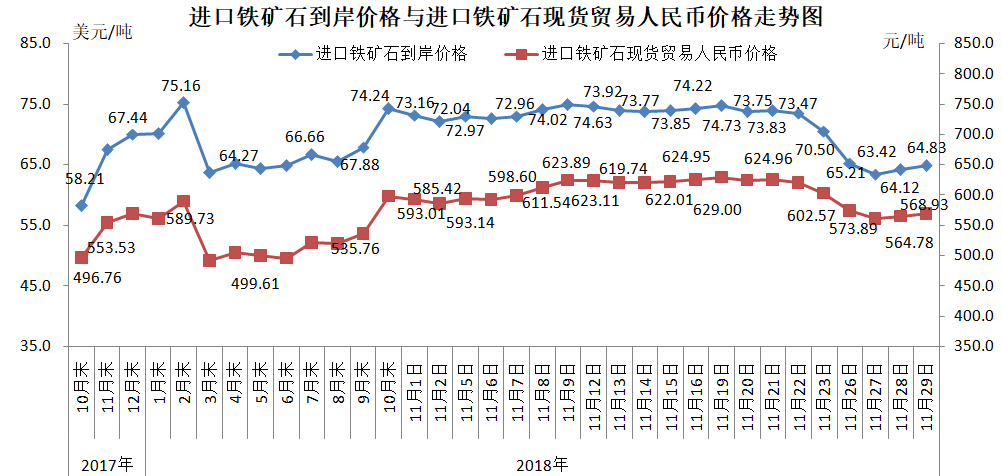 进口铁矿石到岸价格与进口铁矿石现货贸易人民币价格走势图
美元/吨
元/吨
进口铁矿石到岸价格
进口铁矿石现货贸易人民币价格
85.0
75.0
65.0
55.0
45.0
35.0
850.0
800.0
750.0
700.0
650.0
600.0
550.0
500.0
450.0
400.0
350.0
58.21
67.44
75.16
64.27
66.66
67.88
74.24
73.16
72.04
72.97
72.96
74.02
74.63
73.92
73.77
73.85
74.22
74.73
73.75
73.83
73.47
70.50
65.21
63.42
64.12
64.83
496.76
553.53
589.73
499.61
535.76
593.01
585.42
593.14
598.60
611.54
623.89
623.11
619.74
622.01
624.95
629.00
624.96
602.57
573.89
564.78
568.93
10月末
11月末
12月末
1月末
2月末
3月末
4月末
5月末
6月末
7月末
8月末
9月末
10月末
11月1日
11月2日
11月5日
11月6日
11月7日
11月8日
11月9日
11月12日
11月13日
11月14日
11月15日
11月16日
11月19日
11月20日
11月21日
11月22日
11月23日
11月26日
11月27日
11月28日
11月29日
2017年
2018年